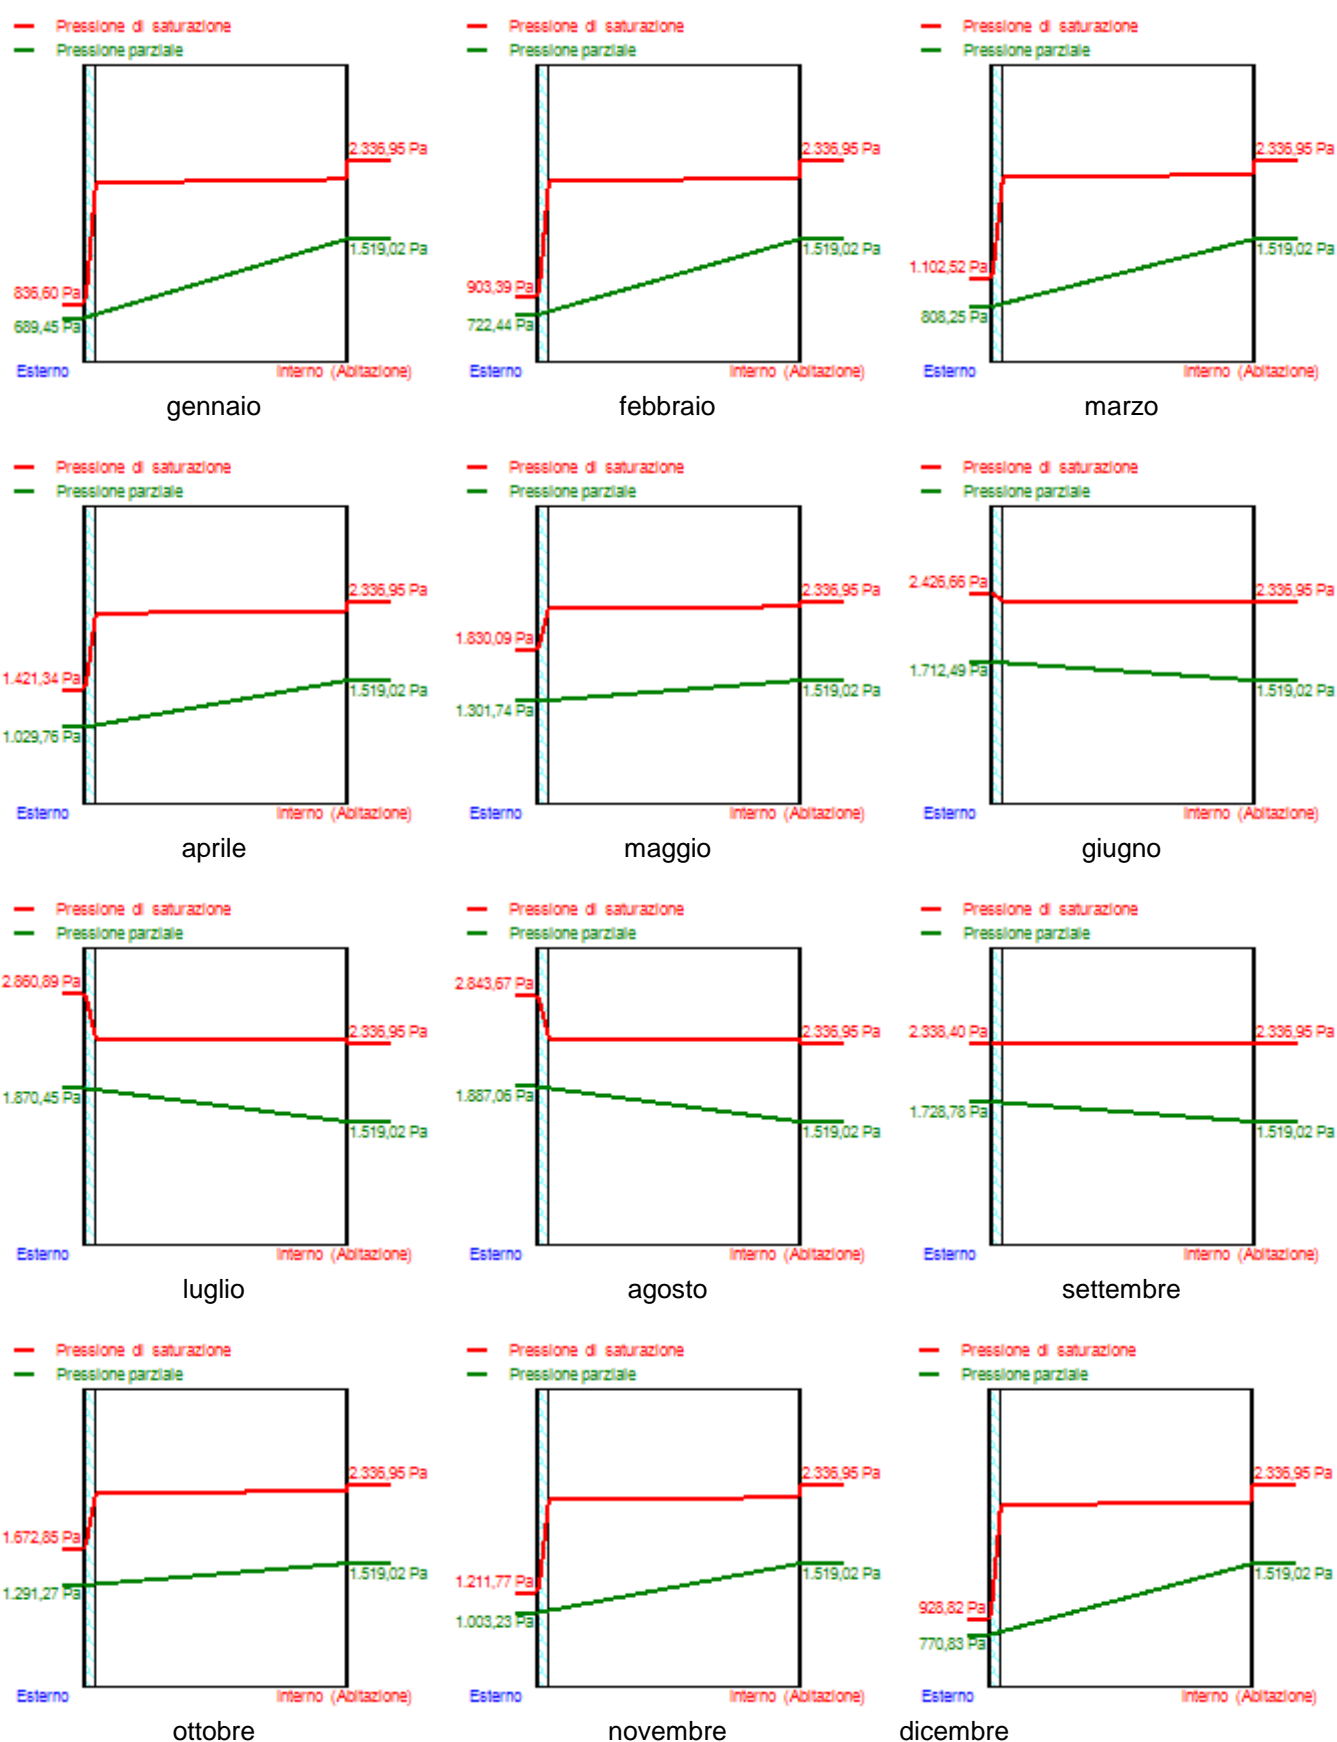 Pressione di saturazione
Pressione parziale
2.336,95 Pa
1.519,02 Pa
836,60 Pa
689,45 Pa
Esterno
Interno (Abitazione)
gennaio
Pressione di saturazione
Pressione parziale
2.336,95 Pa
1.519,02 Pa
903,39 Pa
722,44 Pa
Esterno
Interno (Abitazione)
febbraio
Pressione di saturazione
Pressione parziale
2.336,95 Pa
1.519,02 Pa
1.102,52 Pa
808,25 Pa
Esterno
Interno (Abitazione)
marzo
Pressione di saturazione
Pressione parziale
2.336,95 Pa
1.421,34 Pa
1.519,02 Pa
1.029,76 Pa
Esterno
Interno (Abitazione)
aprile
Pressione di saturazione
Pressione parziale
2.336,95 Pa
1.830,09 Pa
1.519,02 Pa
1.301,74 Pa
Esterno
Interno (Abitazione)
maggio
Pressione di saturazione
Pressione parziale
2.426,66 Pa
2.336,95 Pa
1.712,49 Pa
1.519,02 Pa
Esterno
Interno (Abitazione)
giugno
Pressione di saturazione
Pressione parziale
2.860,89 Pa
2.336,95 Pa
1.870,45 Pa
1.519,02 Pa
Esterno
Interno (Abitazione)
luglio
Pressione di saturazione
Pressione parziale
2.843,67 Pa
2.336,95 Pa
1.887,06 Pa
1.519,02 Pa
Esterno
Interno (Abitazione)
agosto
Pressione di saturazione
Pressione parziale
2.338,40 Pa
2.336,95 Pa
1.728,78 Pa
1.519,02 Pa
Esterno
Interno (Abitazione)
settembre
Pressione di saturazione
Pressione parziale
2.336,95 Pa
1.672,85 Pa
1.519,02 Pa
1.291,27 Pa
Esterno
Interno (Abitazione)
ottobre
Pressione di saturazione
Pressione parziale
2.336,95 Pa
1.519,02 Pa
1.211,77 Pa
1.003,23 Pa
Esterno
Interno (Abitazione)
novembre
Pressione di saturazione
Pressione parziale
2.336,95 Pa
1.519,02 Pa
928,82 Pa
770,83 Pa
Esterno
Interno (Abitazione)
dicembre